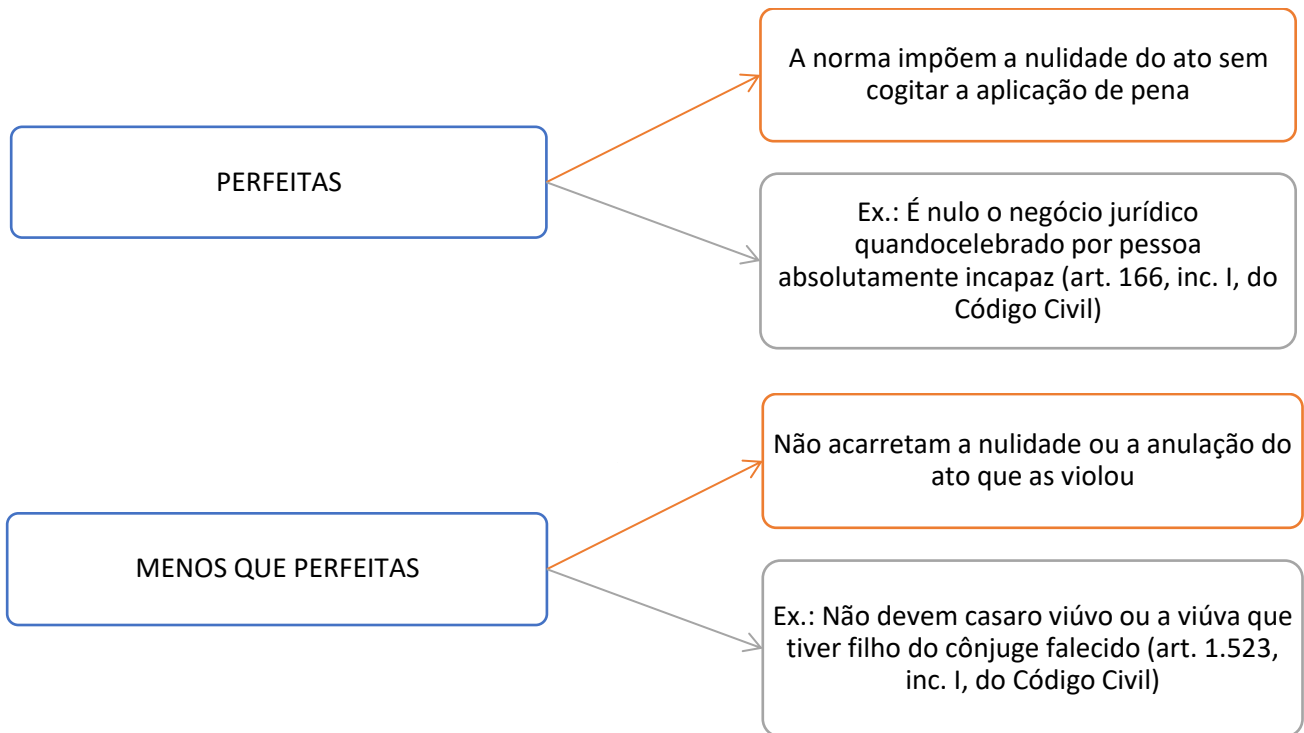 PERFEITAS
A norma impõem a nulidade do ato sem
cogitar a aplicação de pena
Ex.: É nulo o negócio jurídico
quandocelebrado por pessoa
absolutamente incapaz (art. 166, inc. I, do
Código Civil)
MENOS QUE PERFEITAS
Não acarretam a nulidade ou a anulação do
ato que as violou
Ex.: Não devem casaro viúvo ou a viúva que
tiver filho do cônjuge falecido (art. 1.523,
inc. I, do Código Civil)